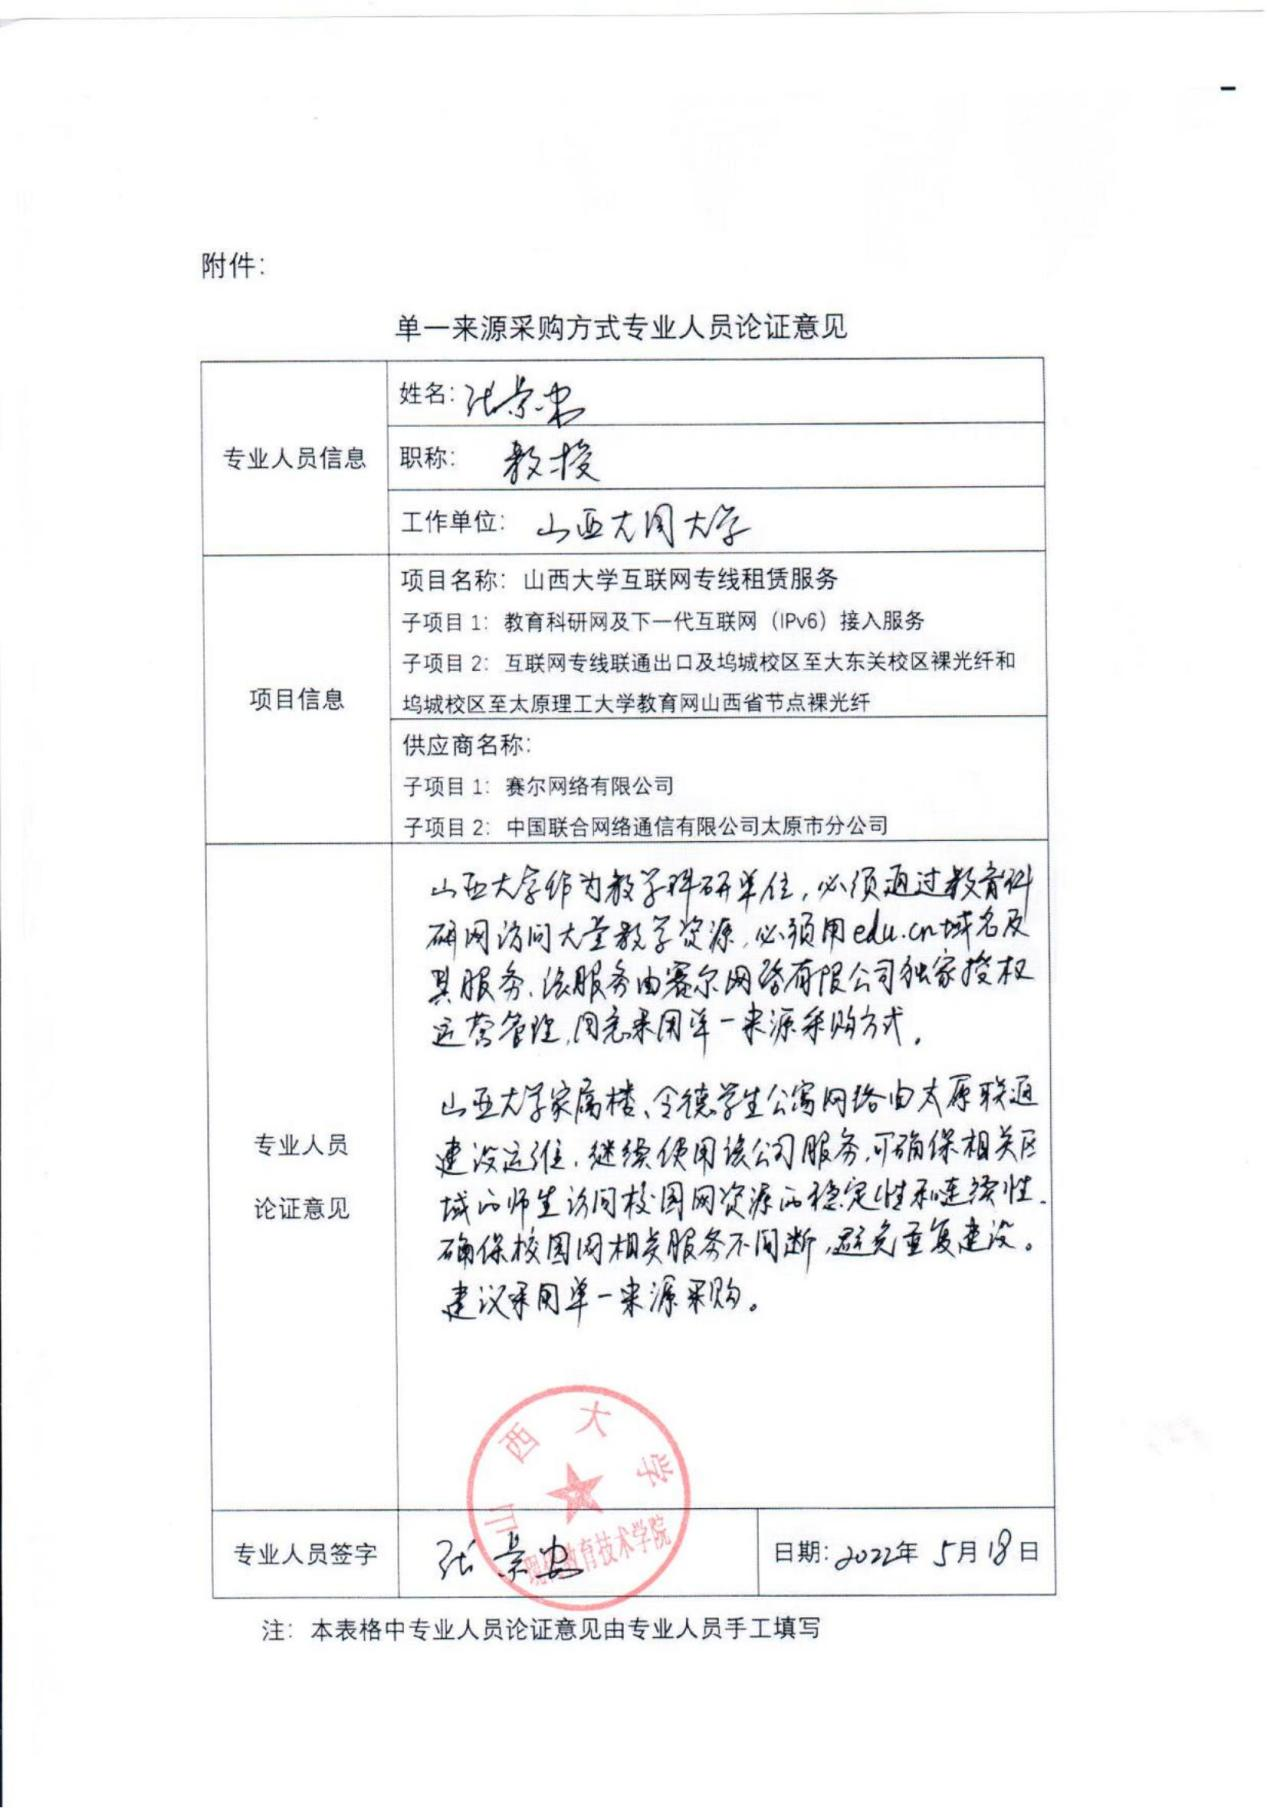 附件：
单一来源采购方式专业人员论证意见
专业人员信息
姓名：张景安
职称：教授
工作单位：山西大同大学
项目信息
项目名称：山西大学互联网专线租赁服务
子项目 1：教育科研网及下一代互联网（IPv6）接入服务
子项目 2：互联网专线联通出口及坞城校区至大东关校区裸光纤和
坞城校区至太原理工大学教育网山西省节点裸光纤
供应商名称：
子项目 1：赛尔网络有限公司
子项目 2：中国联合网络通信有限公司太原市分公司
专业人员
论证意见
山西大学作为教学科研单位，必须通过教育科
研网访问大量教学资源，必须用edu.cn域名及
其服务，该服务由赛尔网络有限公司独家授权
运营管理，同意采用单一来源采购方式。
山西大学家属楼、令德学生公寓网络由太原联通
建设运维，继续使用该公司服务，可确保相关区
域的师生访问校园网资源的稳定性和连续性，
确保校园网相关服务不间断，避免重复建设。
建议采用单一来源采购。
山西大学
现代教育技术学院
专业人员签字
张景安
日期：2022年 5月18日
注：本表格中专业人员论证意见由专业人员手工填写